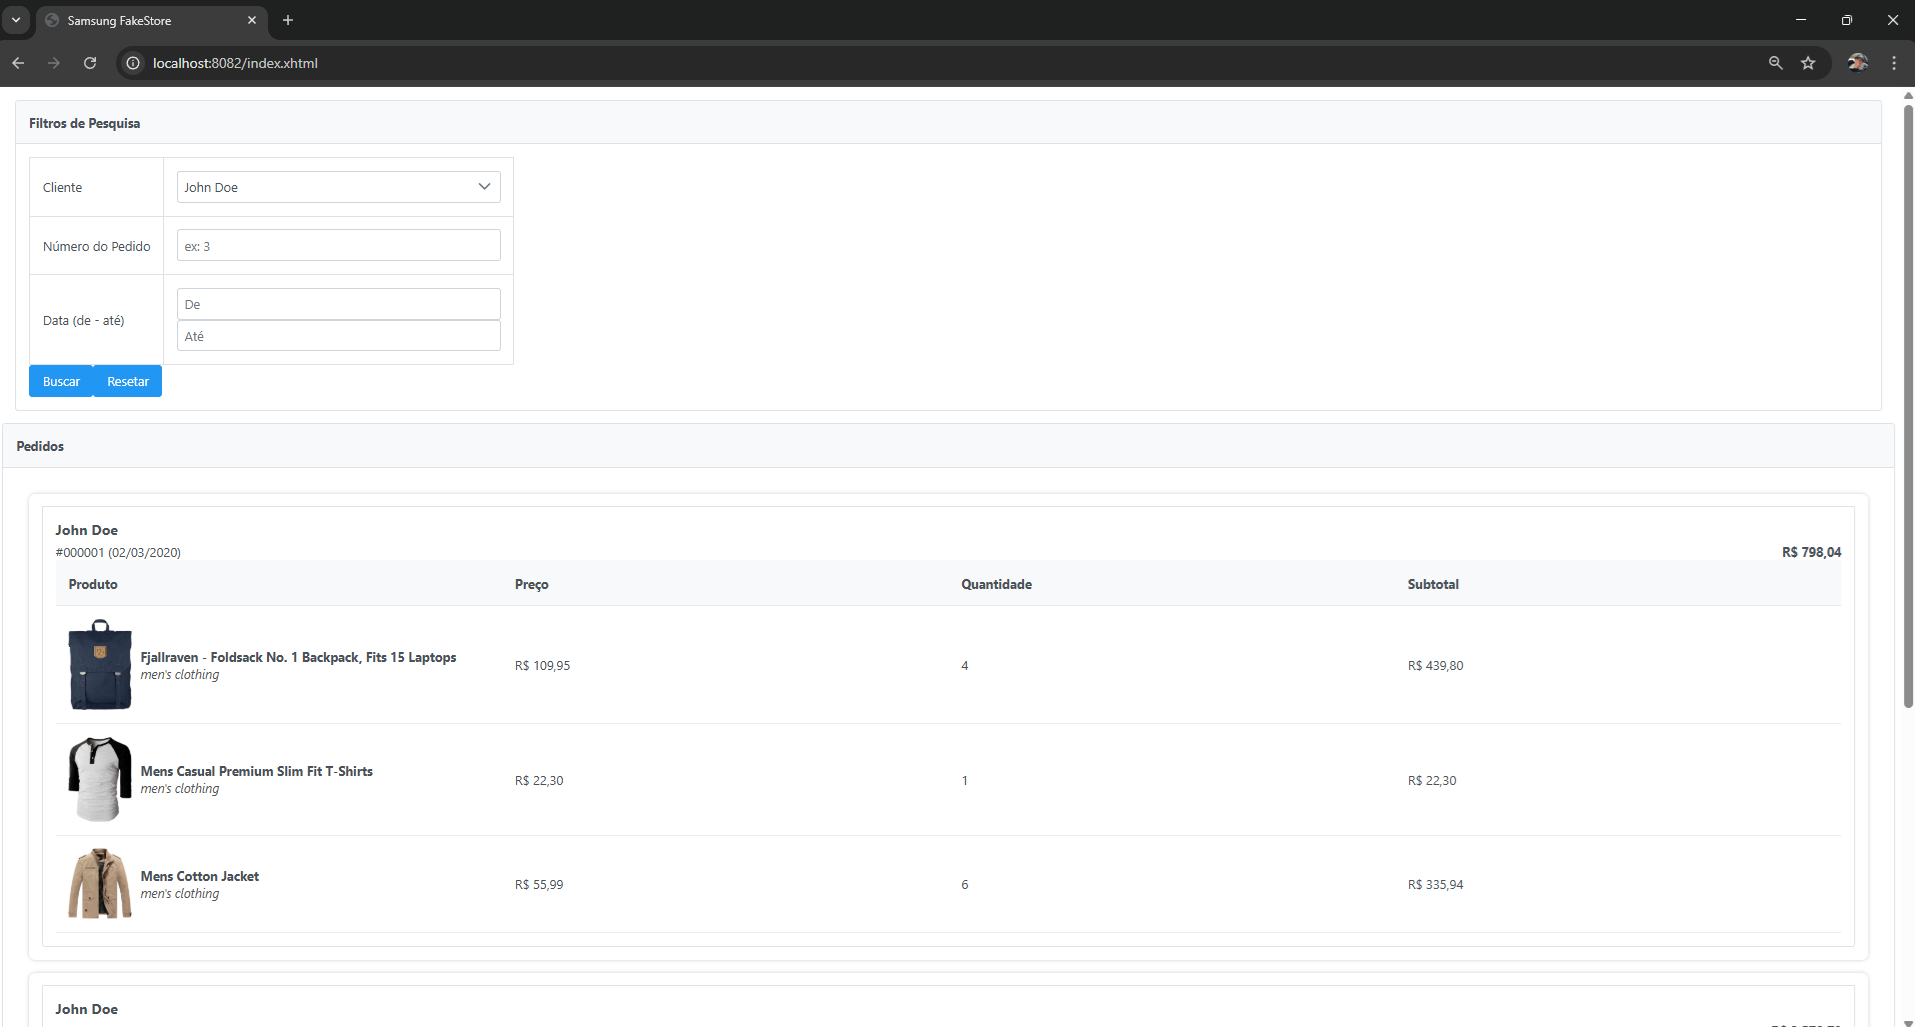 Samsung FakeStore
localhost:8082/index.xhtml
Filtros de Pesquisa
Cliente
John Doe
Número do Pedido
ex: 3
Data (de - até)
De
Até
Buscar Resetar
Pedidos
John Doe
#000001 (02/03/2020) R$ 798,04
Produto Preço Quantidade Subtotal
Fjallraven - Foldsack No. 1 Backpack, Fits 15 Laptops
men's clothing
R$ 109,95 4 R$ 439,80
Mens Casual Premium Slim Fit T-Shirts
men's clothing
R$ 22,30 1 R$ 22,30
Mens Cotton Jacket
men's clothing
R$ 55,99 6 R$ 335,94
John Doe